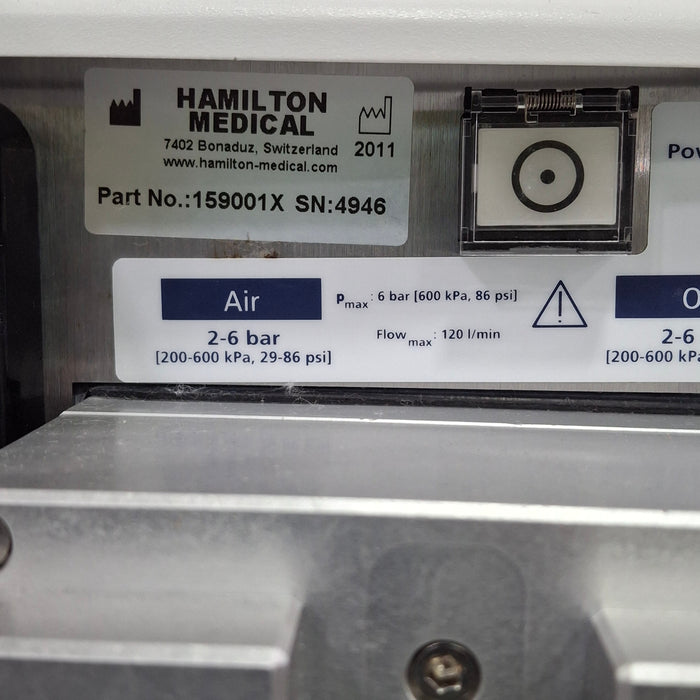 HAMILTON
MEDICAL
7402 Bonaduz, Switzerland
www.hamilton-medical.com
2011
Part No.:159001X SN:4946
Air
2-6 bar
[200-600 kPa, 29-86 psi]
Pmax: 6 bar [600 kPa, 86 psi]
Flowmax: 120 l/min
2-6
[200-600